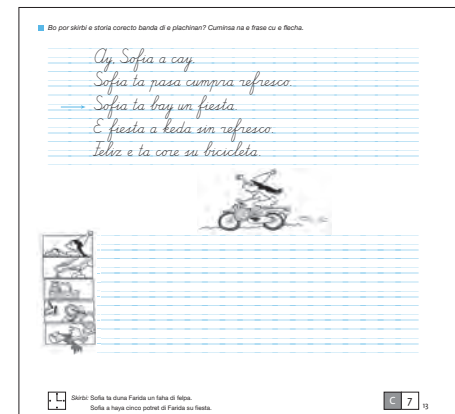 Bo por skirbi e storia corecto banda di e plachinan? Cuminsa na e frase cu e flecha.
Ay, Sofia a cay.
Sofia ta pasa cumpra refresco.
Sofia ta bay un fiesta.
E fiesta a keda sin refresco.
Feliz e ta core su bicicleta.
Skirbi: Sofia ta duna Farida un faha di felpa.
Sofia a haya cinco potret di Farida su fiesta.
C 7 13